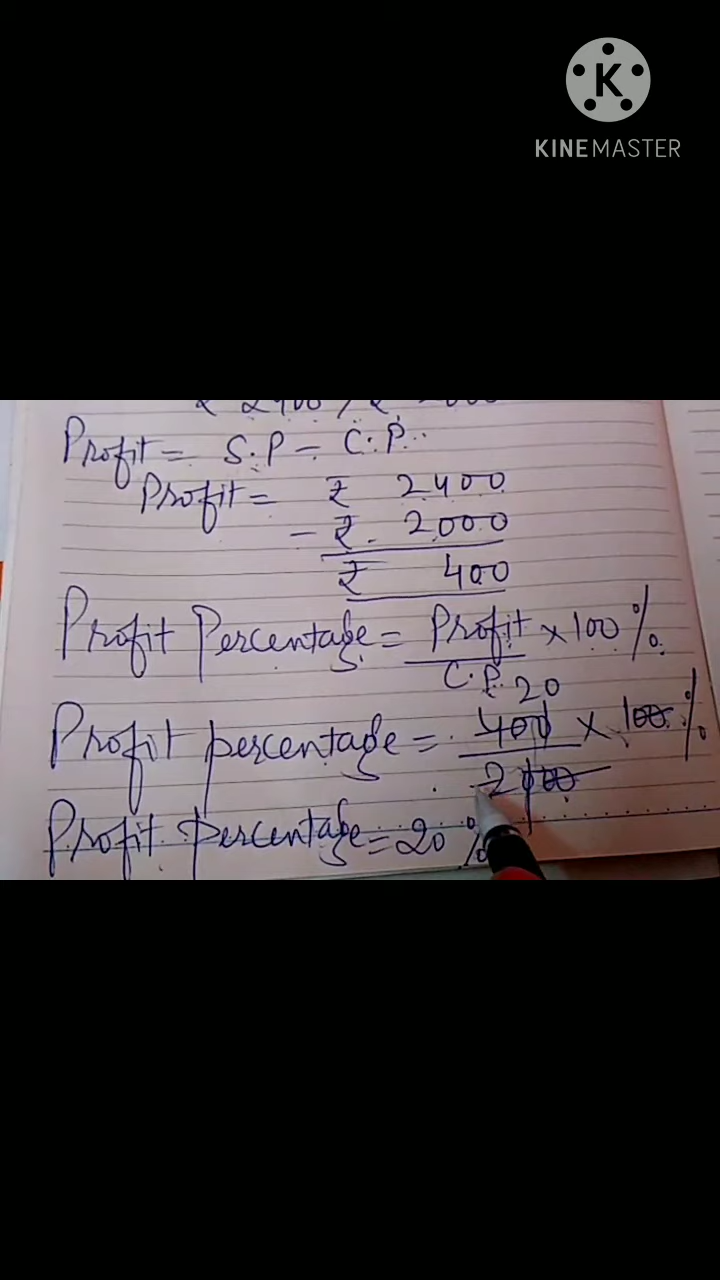 K
KINEMASTER
₹ 2400 / ₹
Profit = S.P - C.P.
Profit = ₹ 2400
- ₹. 2000
₹ 400
Profit Percentage = Profit × 100 %
C.P.
20
Profit percentage = 400 × 100 %
2000
Profit percentage = 20 %